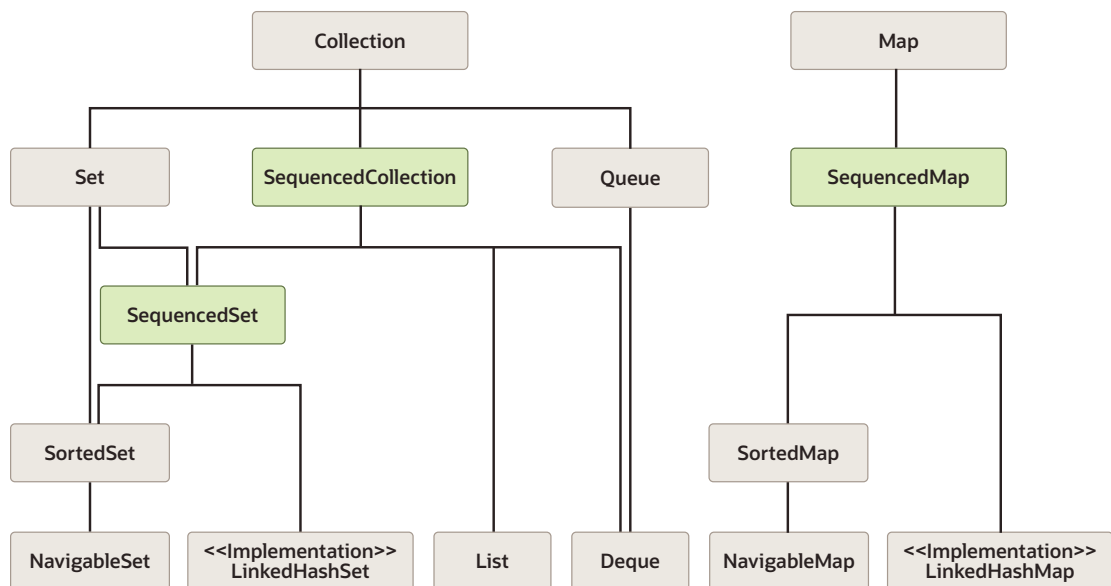 Collection
Map
Set
SequencedCollection
Queue
SequencedMap
SequencedSet
SortedSet
SortedMap
NavigableSet
<<Implementation>>
LinkedHashSet
List
Deque
NavigableMap
<<Implementation>>
LinkedHashMap